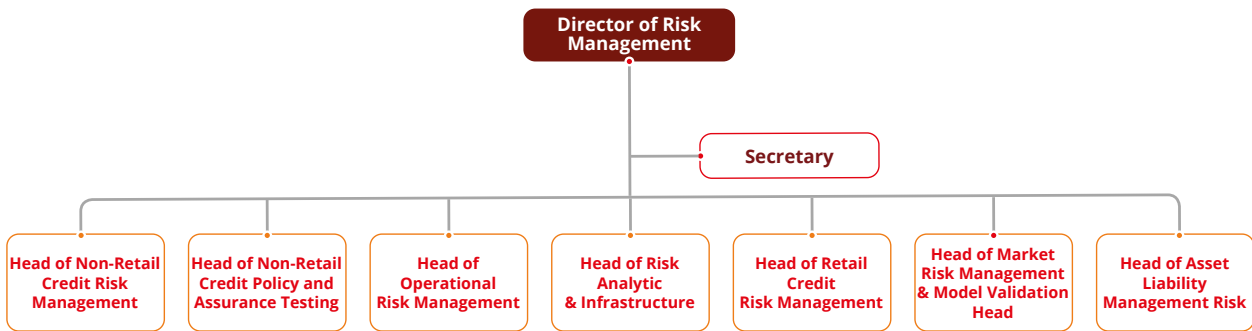 Director of Risk
Management
Secretary
Head of Non-Retail
Credit Risk
Management
Head of Non-Retail
Credit Policy and
Assurance Testing
Head of
Operational
Risk Management
Head of Risk
Analytic
& Infrastructure
Head of Retail
Credit
Risk Management
Head of Market
Risk Management
& Model Validation
Head
Head of Asset
Liability
Management Risk